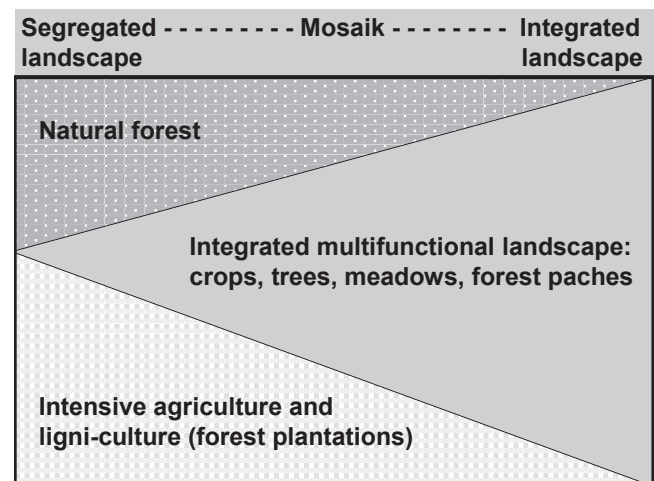 Segregated - - - - - - - - - Mosaik - - - - - - - - Integrated
landscape landscape
Natural forest
Integrated multifunctional landscape:
crops, trees, meadows, forest paches
Intensive agriculture and
ligni-culture (forest plantations)